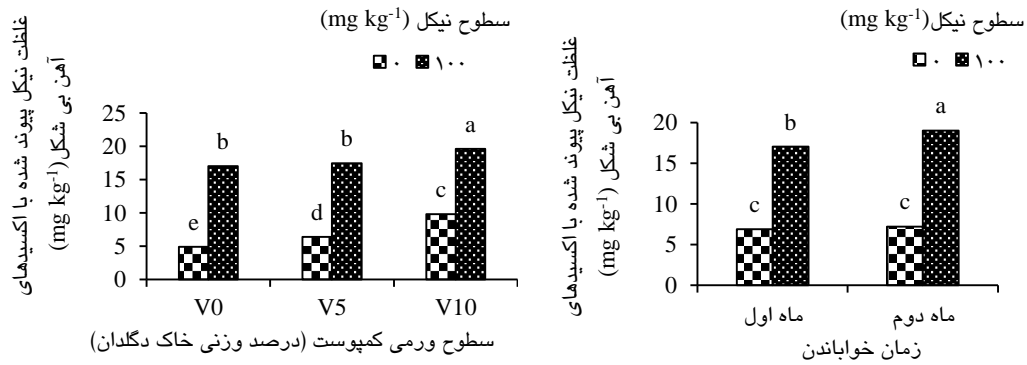 سطوح نیکل (mg kg-1)
۰ ۱۰۰
غلظت نیکل پیوند شده با اکسیدهای
آهن بی شکل (mg kg-1)
25
20
15
10
5
0
e b d b c a
V0 V5 V10
سطوح ورمی کمپوست (درصد وزنی خاک دگلدان)
سطوح نیکل (mg kg-1)
۰ ۱۰۰
غلظت نیکل پیوند شده با اکسیدهای
آهن بی شکل (mg kg-1)
20
15
10
5
0
c b c a
ماه اول ماه دوم
زمان خواباندن